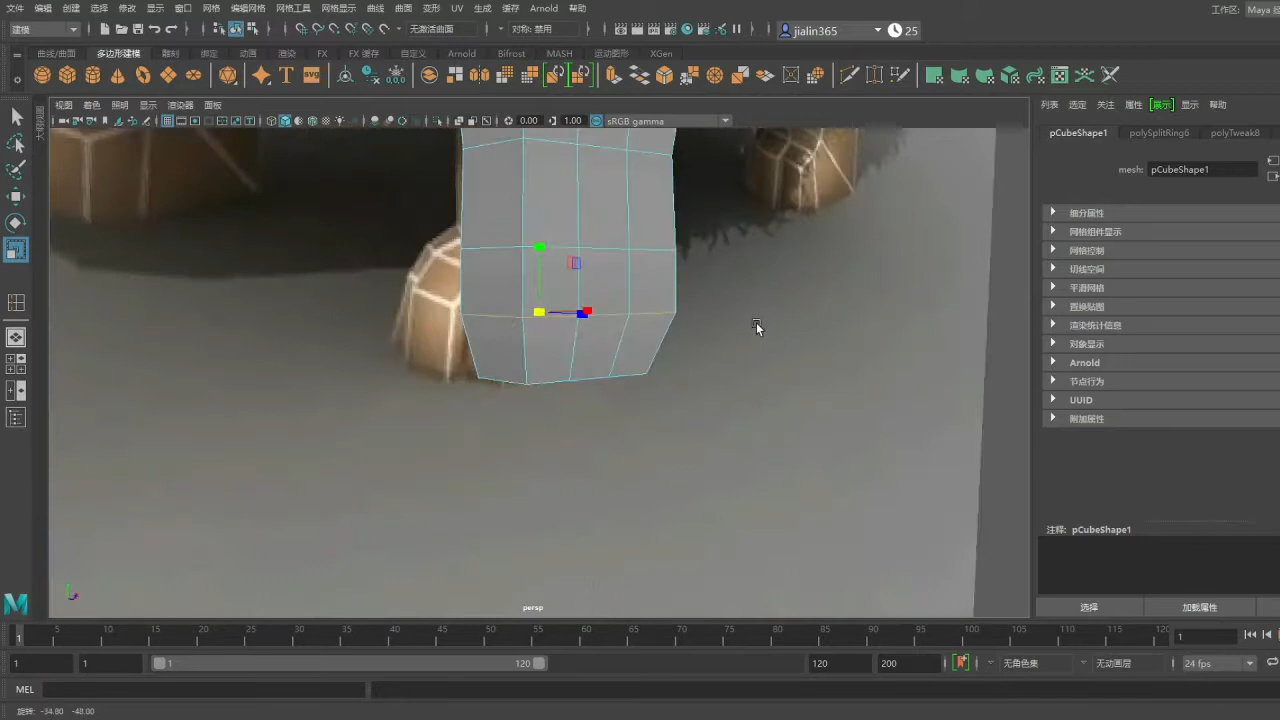 文件 编辑 创建 选择 修改 显示 窗口 网格 编辑网格 网格工具 网格显示 曲线 曲面 变形 UV 生成 缓存 Arnold 帮助 工作区: Maya
建模 无激活曲面 对称: 禁用 jialin365 25
曲线/曲面 多边形建模 雕刻 绑定 动画 渲染 FX FX 缓存 自定义 Arnold Bifrost MASH 运动图形 XGen
视图 着色 照明 显示 渲染器 面板 列表 选定 关注 属性 展示 显示 帮助
0.00 1.00 sRGB gamma
pCubeShape1 polySplitRing6 polyTweak8
mesh: pCubeShape1
细分属性
网格组件显示
网格控制
切线空间
平滑网格
置换贴图
渲染统计信息
对象显示
Arnold
节点行为
UUID
附加属性
注释: pCubeShape1
persp
选择 加载属性
5 10 15 20 25 30 35 40 45 50 55 60 65 70 75 80 85 90 95 100 105 110 115 120
1 1
1 1 1 120 120 200 无角色集 无动画层 24 fps
MEL
旋转: -34.80 -48.00